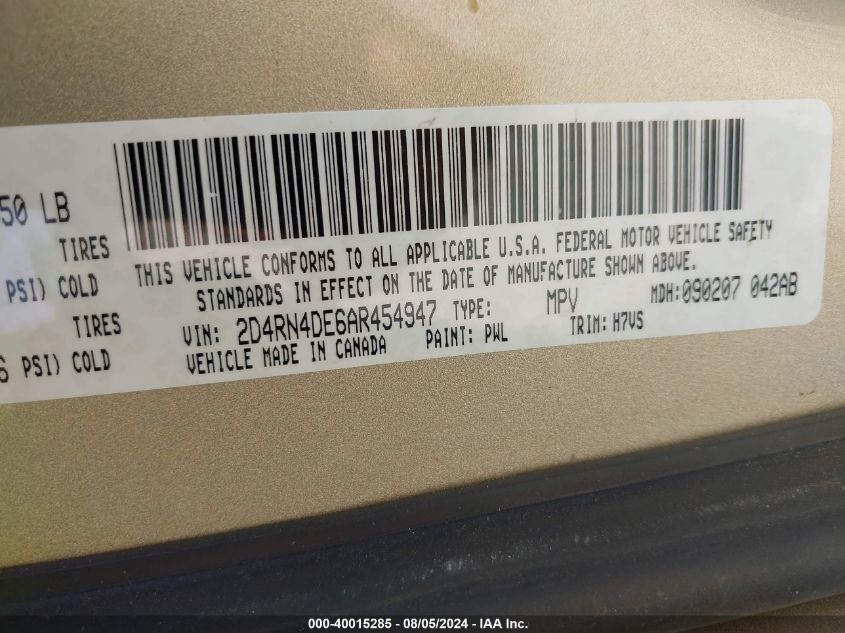 50 LB
TIRES
PSI) COLD
TIRES
PSI) COLD
THIS VEHICLE CONFORMS TO ALL APPLICABLE U.S.A. FEDERAL MOTOR VEHICLE SAFETY
STANDARDS IN EFFECT ON THE DATE OF MANUFACTURE SHOWN ABOVE.
VIN: 2D4RN4DE6AR454947 TYPE: MPV MDH:090207 042AB
VEHICLE MADE IN CANADA PAINT: PWL TRIM: H7VS
000-40015285 - 08/05/2024 - IAA Inc.